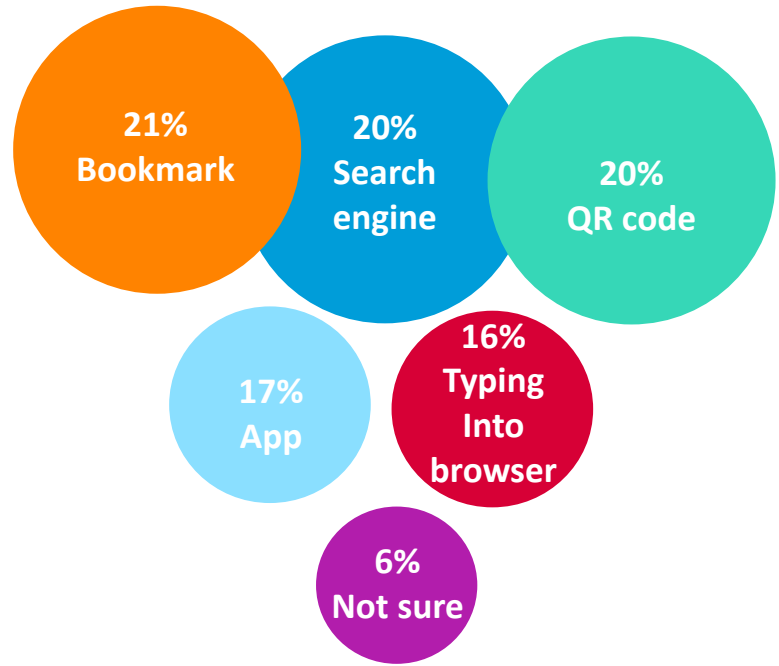 21%
Bookmark
20%
Search
engine
20%
QR code
17%
App
16%
Typing
Into
browser
6%
Not sure